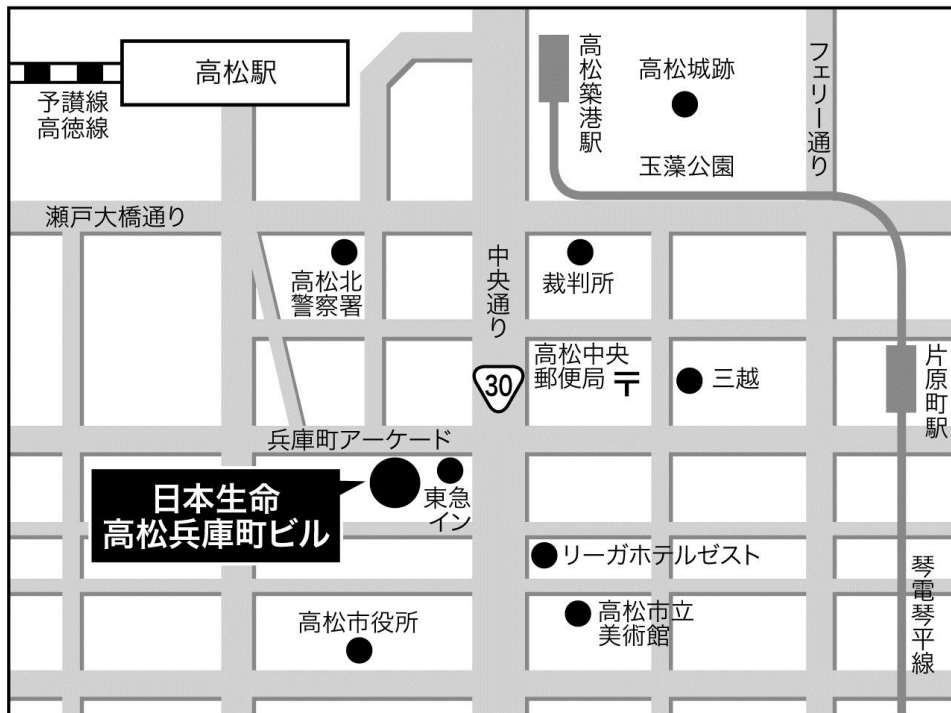 高松駅
予讃線
高徳線
高松築港駅
高松城跡
玉藻公園
フェリー通り
瀬戸大橋通り
高松北
警察署
中央通り
裁判所
30
高松中央
郵便局
〒
三越
片原町駅
兵庫町アーケード
日本生命
高松兵庫町ビル
東急
イン
リーガホテルゼスト
高松市役所
高松市立
美術館
琴電琴平線